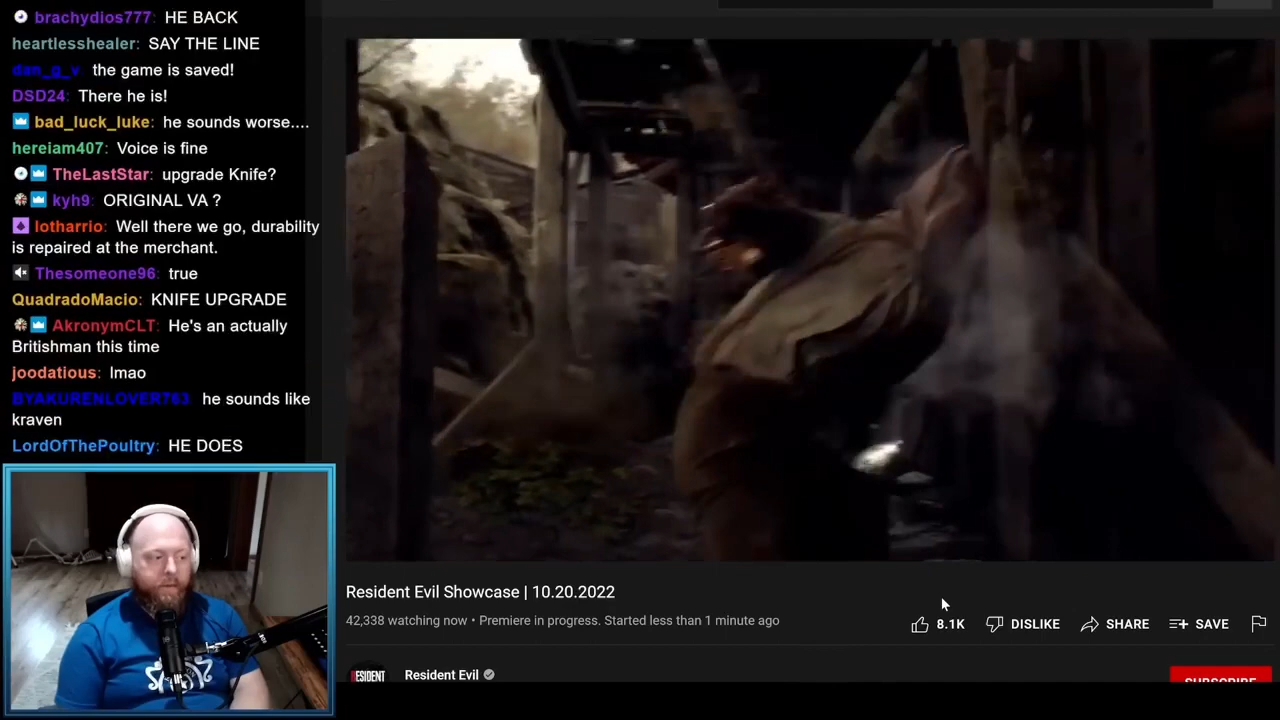 brachydios777: HE BACK
heartlesshealer: SAY THE LINE
dan_g_v: the game is saved!
DSD24: There he is!
bad_luck_luke: he sounds worse....
hereiam407: Voice is fine
TheLastStar: upgrade Knife?
kyh9: ORIGINAL VA ?
lotharrio: Well there we go, durability
is repaired at the merchant.
Thesomeone96: true
QuadradoMacio: KNIFE UPGRADE
AkronymCLT: He's an actually
Britishman this time
joodatious: lmao
BYAKURENLOVER763: he sounds like
kraven
LordOfThePoultry: HE DOES
Resident Evil Showcase | 10.20.2022
42,338 watching now • Premiere in progress. Started less than 1 minute ago
8.1K DISLIKE SHARE SAVE
RESIDENT Resident Evil
SUBSCRIBE